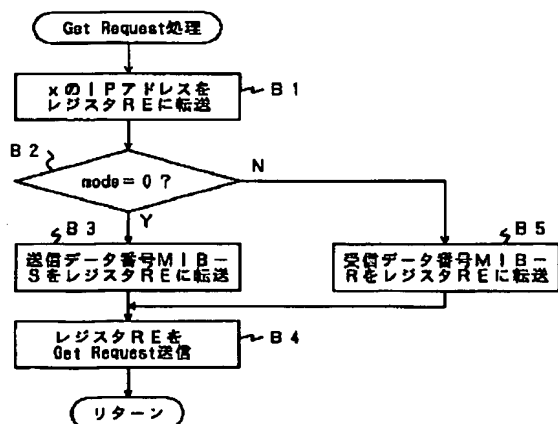 Get Request処理
xのIPアドレスを
レジスタREに転送
B1
B2
mode=0?
N
Y
B3
送信データ番号MIB-
SをレジスタREに転送
B5
受信データ番号MIB-
RをレジスタREに転送
レジスタREを
Get Request送信
B4
リターン